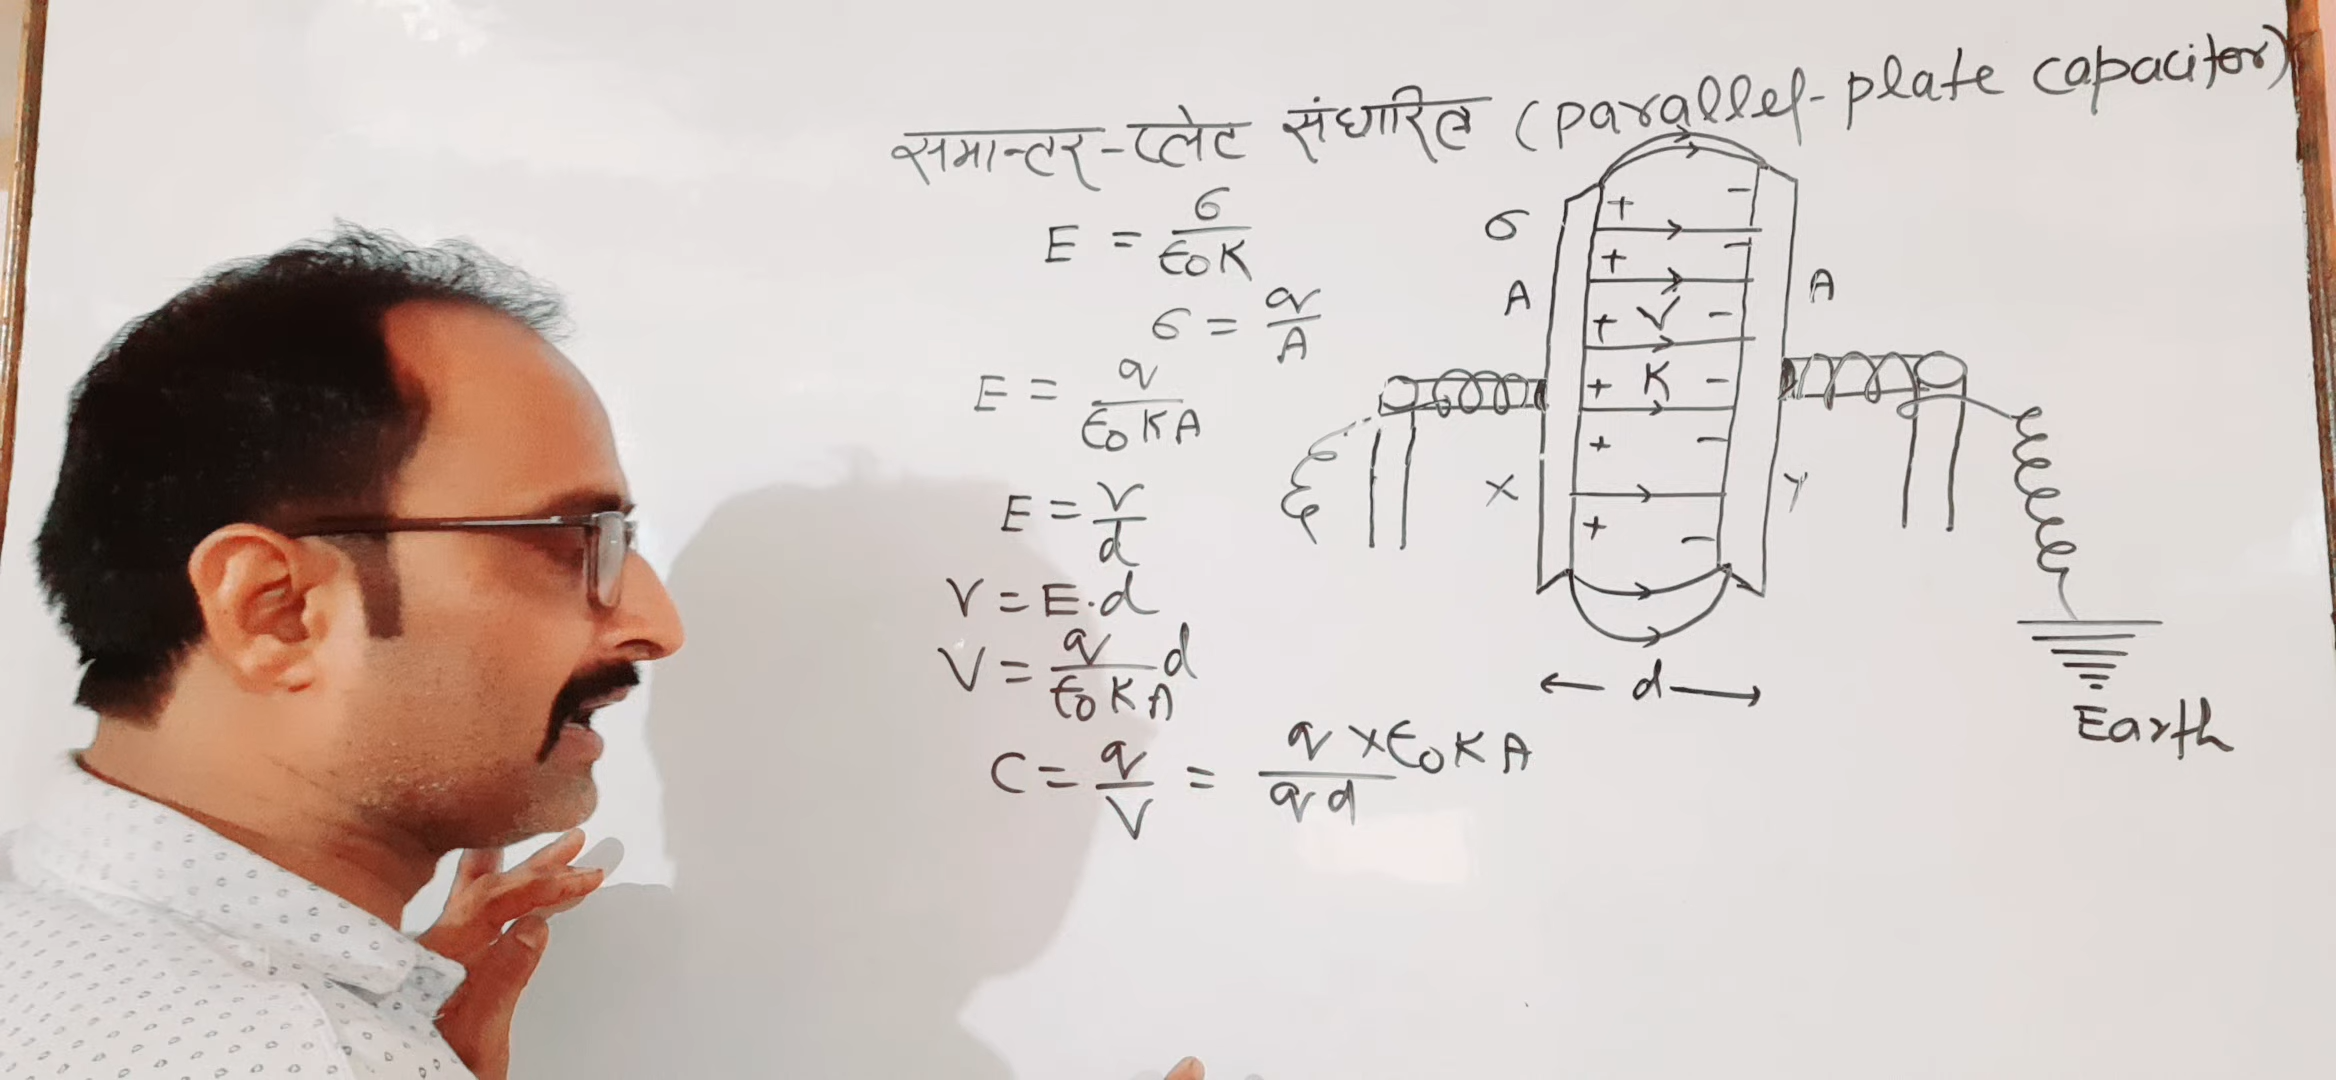 समान्तर-प्लेट संधारित्र (parallel-plate capacitor)
E = σ/ϵ₀K
σ = q/A
E = q/ϵ₀KA
E = V/d
V = E.d
V = q/ϵ₀KA d
C = q/V = q×ϵ₀KA/qd
σ
A
X
+ + + + + +
V
K
- - - - - - -
A
Y
d
Earth